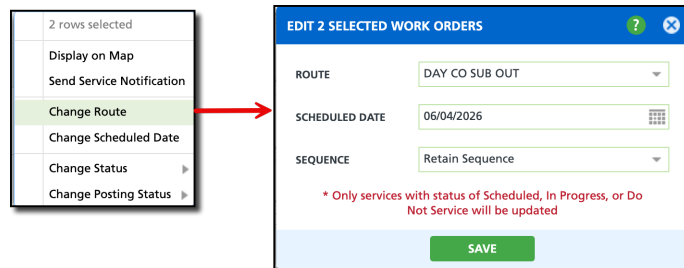 2 rows selected
Display on Map
Send Service Notification
Change Route
Change Scheduled Date
Change Status
Change Posting Status
EDIT 2 SELECTED WORK ORDERS
?
ROUTE
DAY CO SUB OUT
SCHEDULED DATE
06/04/2026
SEQUENCE
Retain Sequence
* Only services with status of Scheduled, In Progress, or Do
Not Service will be updated
SAVE